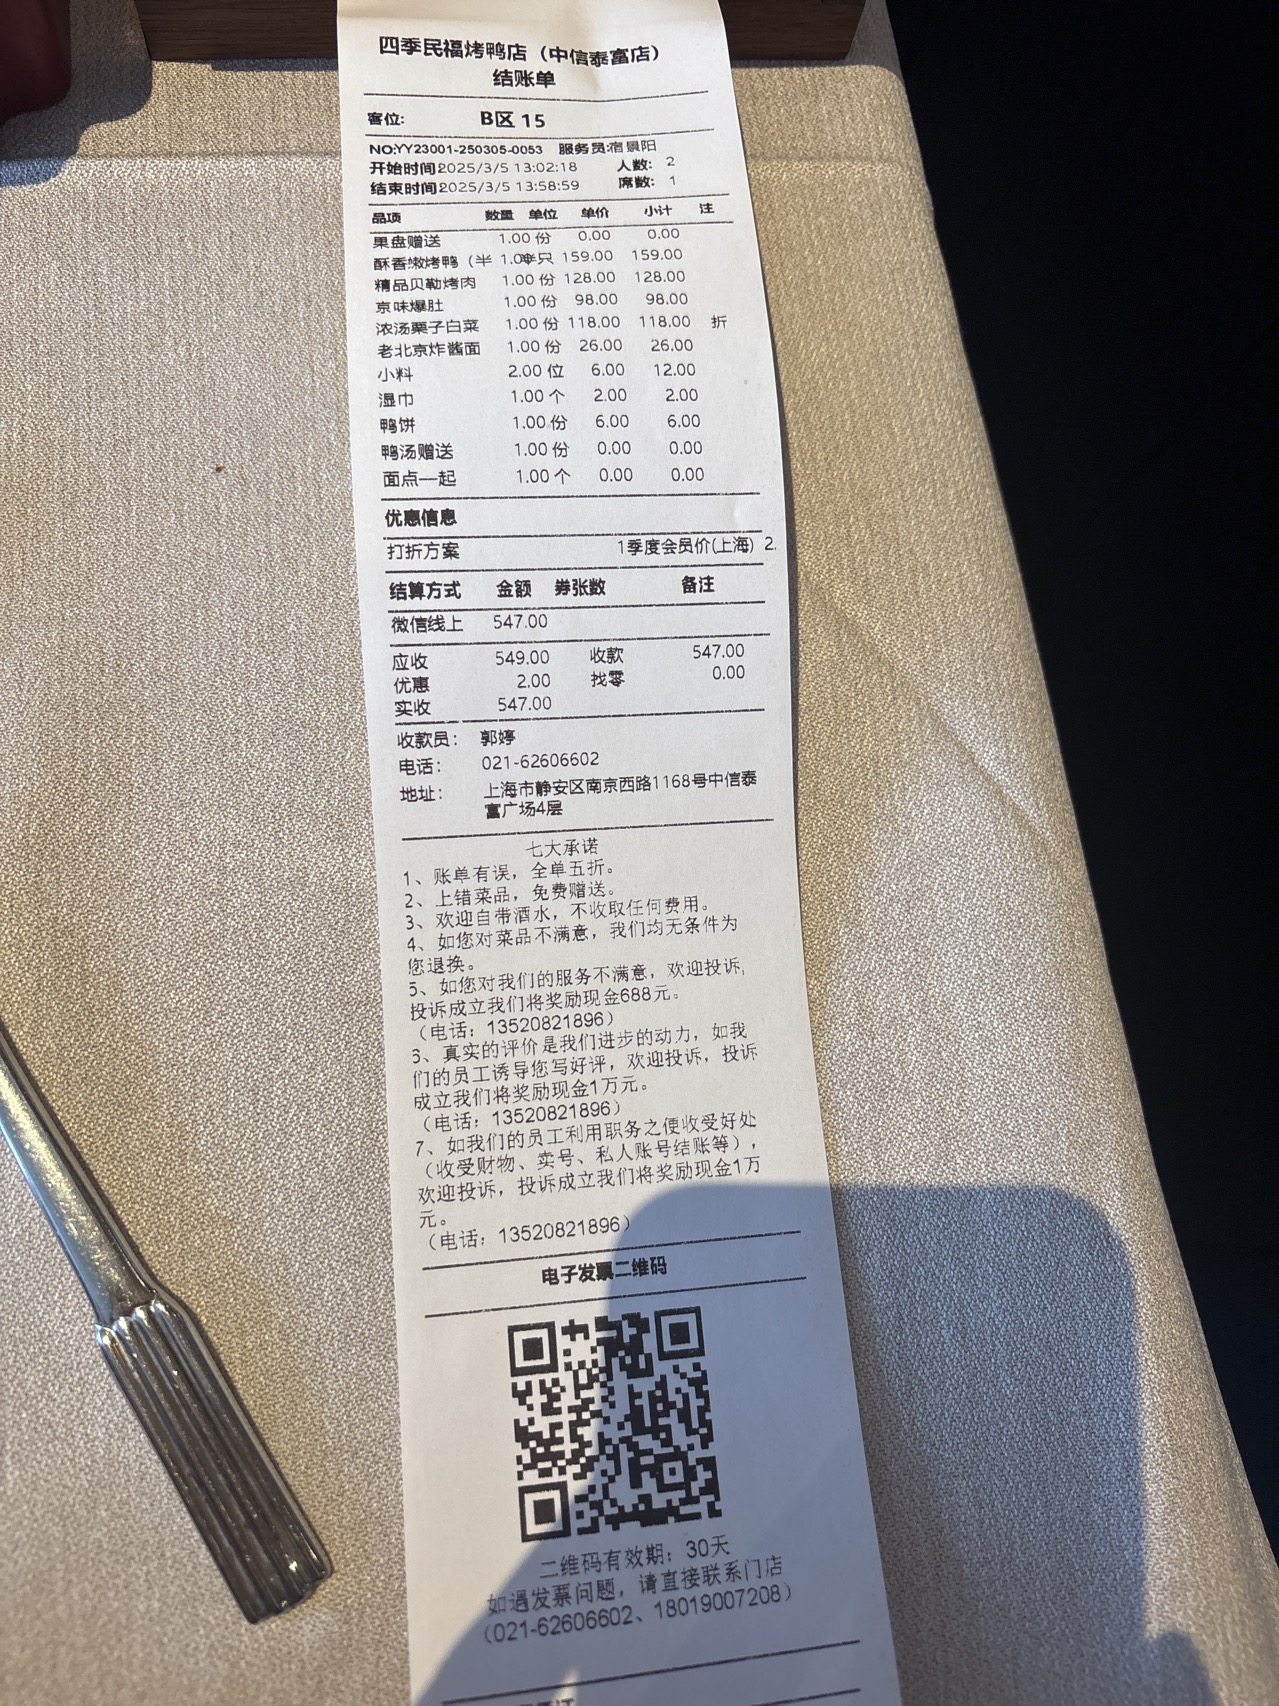 四季民福烤鸭店（中信泰富店）
结账单
客位: B区 15
NO:YY23001-250305-0053 服务员:宿景阳
开始时间2025/3/5 13:02:18 人数: 2
结束时间2025/3/5 13:58:59 席数: 1
品项 数量 单位 单价 小计 注
果盘赠送 1.00 份 0.00 0.00
酥香嫩烤鸭（半 1.00半只 159.00 159.00
精品贝勒烤肉 1.00 份 128.00 128.00
京味爆肚 1.00 份 98.00 98.00
浓汤栗子白菜 1.00 份 118.00 118.00 折
老北京炸酱面 1.00 份 26.00 26.00
小料 2.00 位 6.00 12.00
湿巾 1.00 个 2.00 2.00
鸭饼 1.00 份 6.00 6.00
鸭汤赠送 1.00 份 0.00 0.00
面点一起 1.00 个 0.00 0.00
优惠信息
打折方案 1季度会员价(上海) 2.
结算方式 金额 券张数 备注
微信线上 547.00
应收 549.00 收款 547.00
优惠 2.00 找零 0.00
实收 547.00
收款员: 郭婷
电话: 021-62606602
地址: 上海市静安区南京西路1168号中信泰
富广场4层
七大承诺
1、账单有误，全单五折。
2、上错菜品，免费赠送。
3、欢迎自带酒水，不收取任何费用。
4、如您对菜品不满意，我们均无条件为
您退换。
5、如您对我们的服务不满意，欢迎投诉,
投诉成立我们将奖励现金688元。
（电话：13520821896）
6、真实的评价是我们进步的动力，如我
们的员工诱导您写好评，欢迎投诉，投诉
成立我们将奖励现金1万元。
（电话：13520821896）
7、如我们的员工利用职务之便收受好处
（收受财物、卖号、私人账号结账等），
欢迎投诉，投诉成立我们将奖励现金1万
元。
（电话：13520821896）
电子发票二维码
二维码有效期：30天
如遇发票问题，请直接联系门店
（021-62606602、18019007208）